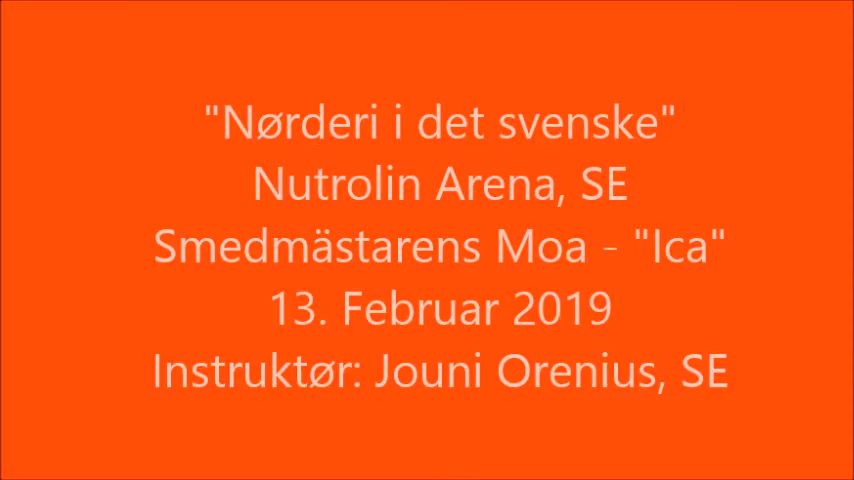 "Nørderi i det svenske"
Nutrolin Arena, SE
Smedmästarens Moa - "Ica"
13. Februar 2019
Instruktør: Jouni Orenius, SE